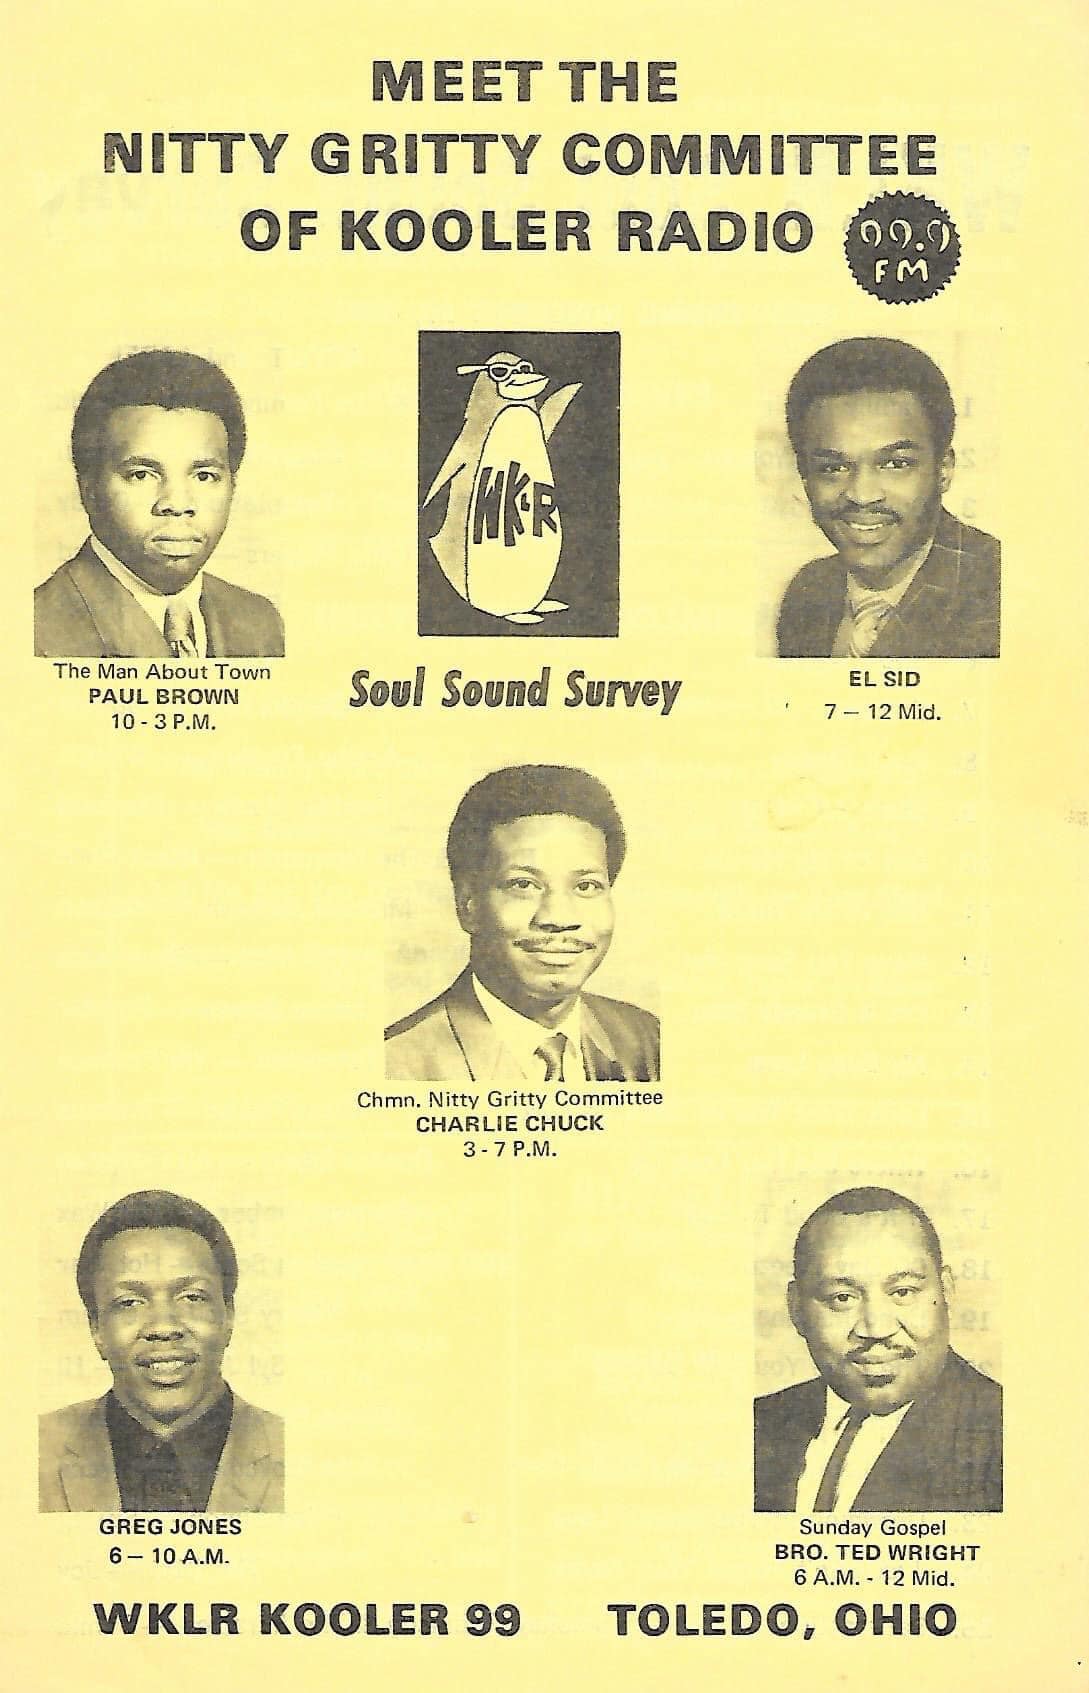 MEET THE
NITTY GRITTY COMMITTEE
OF KOOLER RADIO
99.9
FM
WKLR
The Man About Town
PAUL BROWN
10 - 3 P.M.
Soul Sound Survey
EL SID
7 — 12 Mid.
Chmn. Nitty Gritty Committee
CHARLIE CHUCK
3 - 7 P.M.
GREG JONES
6 — 10 A.M.
Sunday Gospel
BRO. TED WRIGHT
6 A.M. - 12 Mid.
WKLR KOOLER 99 TOLEDO, OHIO